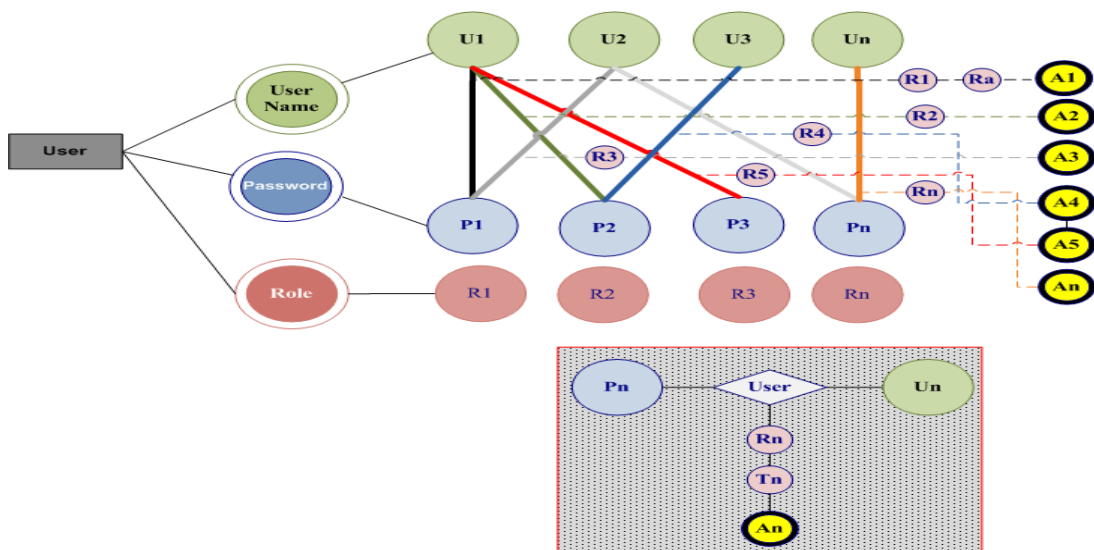 U1
U2
U3
Un
R1
Ra
A1
User
Name
R2
A2
User
R4
R3
A3
Password
R5
Rn
A4
P1
P2
P3
Pn
A5
Role
R1
R2
R3
Rn
An
Pn
User
Un
Rn
Tn
An